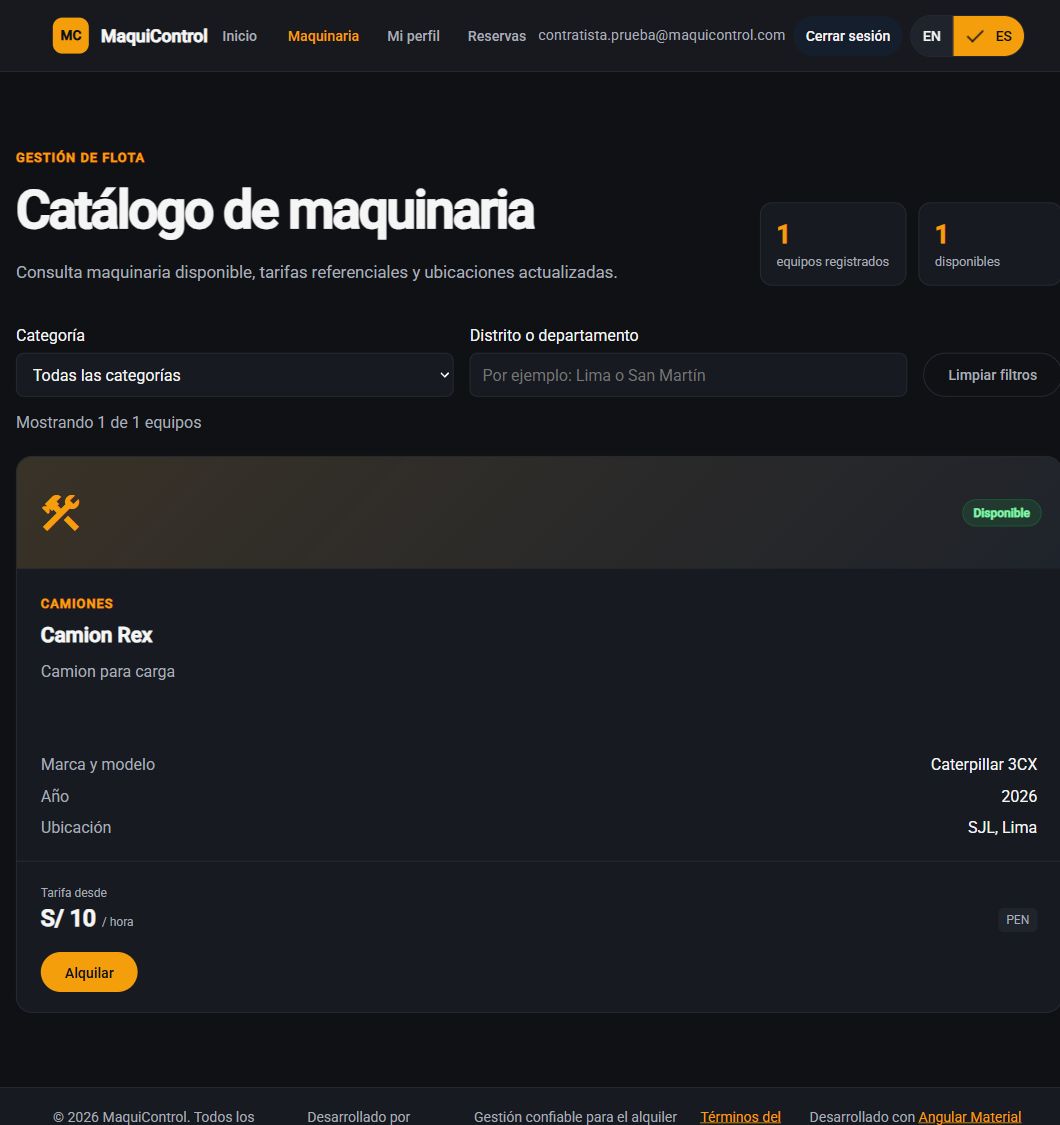 MC MaquiControl Inicio Maquinaria Mi perfil Reservas contratista.prueba@maquicontrol.com Cerrar sesión EN ES
GESTIÓN DE FLOTA
Catálogo de maquinaria
Consulta maquinaria disponible, tarifas referenciales y ubicaciones actualizadas.
1
equipos registrados
1
disponibles
Categoría
Todas las categorías
Distrito o departamento
Por ejemplo: Lima o San Martín
Limpiar filtros
Mostrando 1 de 1 equipos
Disponible
CAMIONES
Camion Rex
Camion para carga
Marca y modelo Caterpillar 3CX
Año 2026
Ubicación SJL, Lima
Tarifa desde
S/ 10 / hora
PEN
Alquilar
© 2026 MaquiControl. Todos los Desarrollado por Gestión confiable para el alquiler Términos del Desarrollado con Angular Material